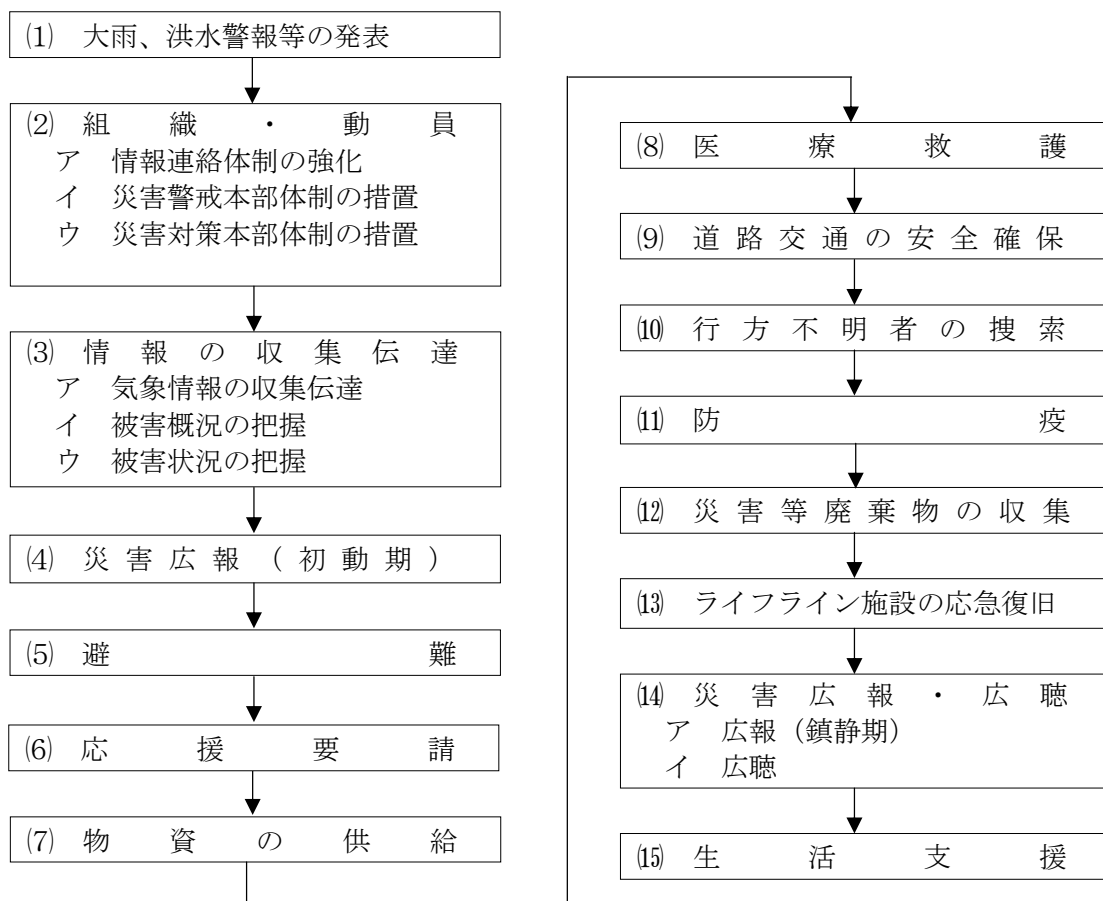 ⑴ 大雨、洪水警報等の発表
⑵ 組織・動員
ア 情報連絡体制の強化
イ 災害警戒本部体制の措置
ウ 災害対策本部体制の措置
⑶ 情報の収集伝達
ア 気象情報の収集伝達
イ 被害概況の把握
ウ 被害状況の把握
⑷ 災害広報(初動期)
⑸ 避難
⑹ 応援要請
⑺ 物資の供給
⑻ 医療救護
⑼ 道路交通の安全確保
⑽ 行方不明者の捜索
⑾ 防疫
⑿ 災害等廃棄物の収集
⒀ ライフライン施設の応急復旧
⒁ 災害広報・広聴
ア 広報(鎮静期)
イ 広聴
⒂ 生活支援